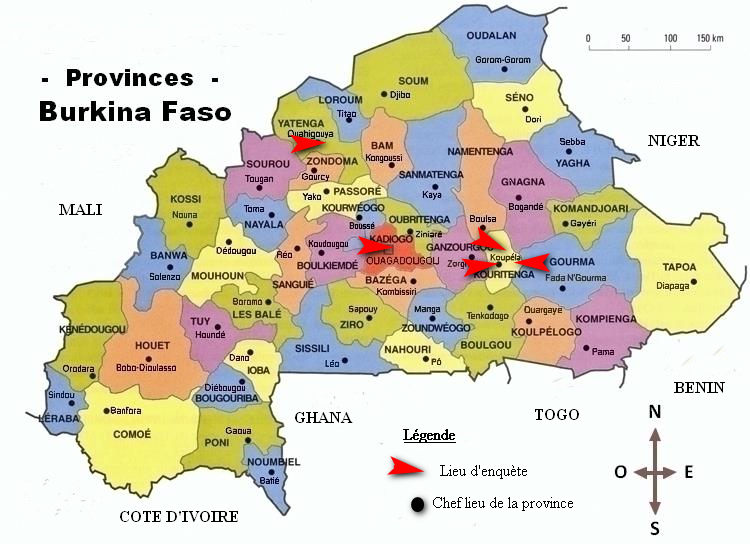 - Provinces -
Burkina Faso
0 50 100 150 km
OUDALAN
Gorom-Gorom
SOUM
Djibo
LOROUM
Titao
SÉNO
Dori
YATENGA
Ouahigouya
BAM
Kongoussi
SANMATENGA
Kaya
NAMENTENGA
Boulsa
Sebba
YAGHA
NIGER
SOUROU
Tougan
ZONDOMA
Gourcy
PASSORÉ
Yako
GNAGNA
Bogandé
KOSSI
Nouna
MALI
Toma
NAYALA
KOURWÉOGO
Boussé
OUBRITENGA
Ziniaré
KOMANDJOARI
Gayéri
BANWA
Solenzo
Dédougou
MOUHOUN
Réo
SANGUIÉ
Koudougou
BOULKIEMDÉ
KADIOGO
OUAGADOUGOU
GANZOURGOU
Zorgo
Koupéla
KOURITENGA
GOURMA
Fada N'Gourma
TAPOA
Diapaga
BAZÉGA
Kombissiri
Boromo
LES BALÉ
Sapouy
ZIRO
Manga
ZOUNDWÉOGO
Tenkodogo
BOULGOU
Ouargaye
KOULPÉLOGO
KOMPIENGA
Pama
KÉNÉDOUGOU
Orodara
HOUET
Bobo-Dioulasso
TUY
Houndé
SISSILI
Léo
NAHOURI
Pô
Dano
IOBA
Diébougou
BOUGOURIBA
Sindou
LÉRABA
Banfora
COMOÉ
Gaoua
PONI
NOUMBIEL
Batié
BENIN
GHANA
TOGO
COTE D'IVOIRE
Légende
Lieu d'enquète
Chef lieu de la province
N
O E
S